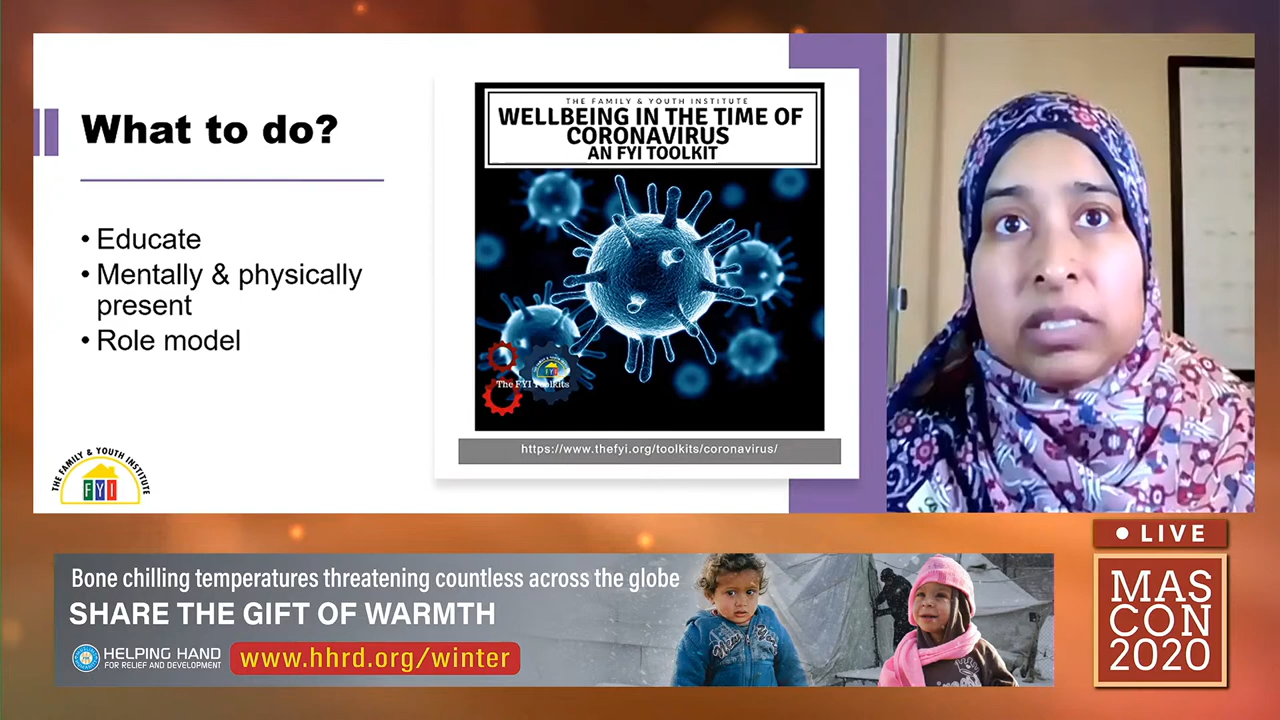 What to do?
• Educate
• Mentally & physically
present
• Role model
THE FAMILY & YOUTH INSTITUTE
WELLBEING IN THE TIME OF
CORONAVIRUS
AN FYI TOOLKIT
The FYI Toolkits
https://www.thefyi.org/toolkits/coronavirus/
THE FAMILY & YOUTH INSTITUTE
FYI
LIVE
MAS
CON
2020
Bone chilling temperatures threatening countless across the globe
SHARE THE GIFT OF WARMTH
HELPING HAND
FOR RELIEF AND DEVELOPMENT
www.hhrd.org/winter